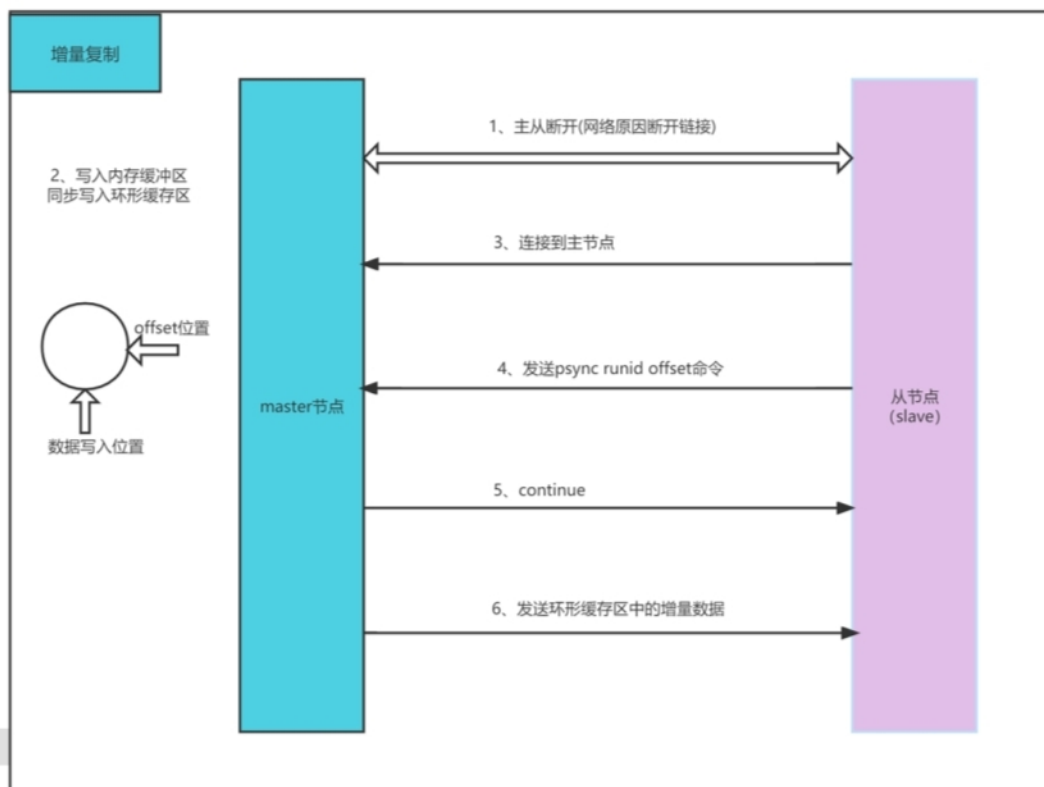 增量复制
1、主从断开(网络原因断开链接)
2、写入内存缓冲区
同步写入环形缓存区
3、连接到主节点
offset位置
4、发送psync runid offset命令
master节点
从节点
（slave）
数据写入位置
5、continue
6、发送环形缓存区中的增量数据